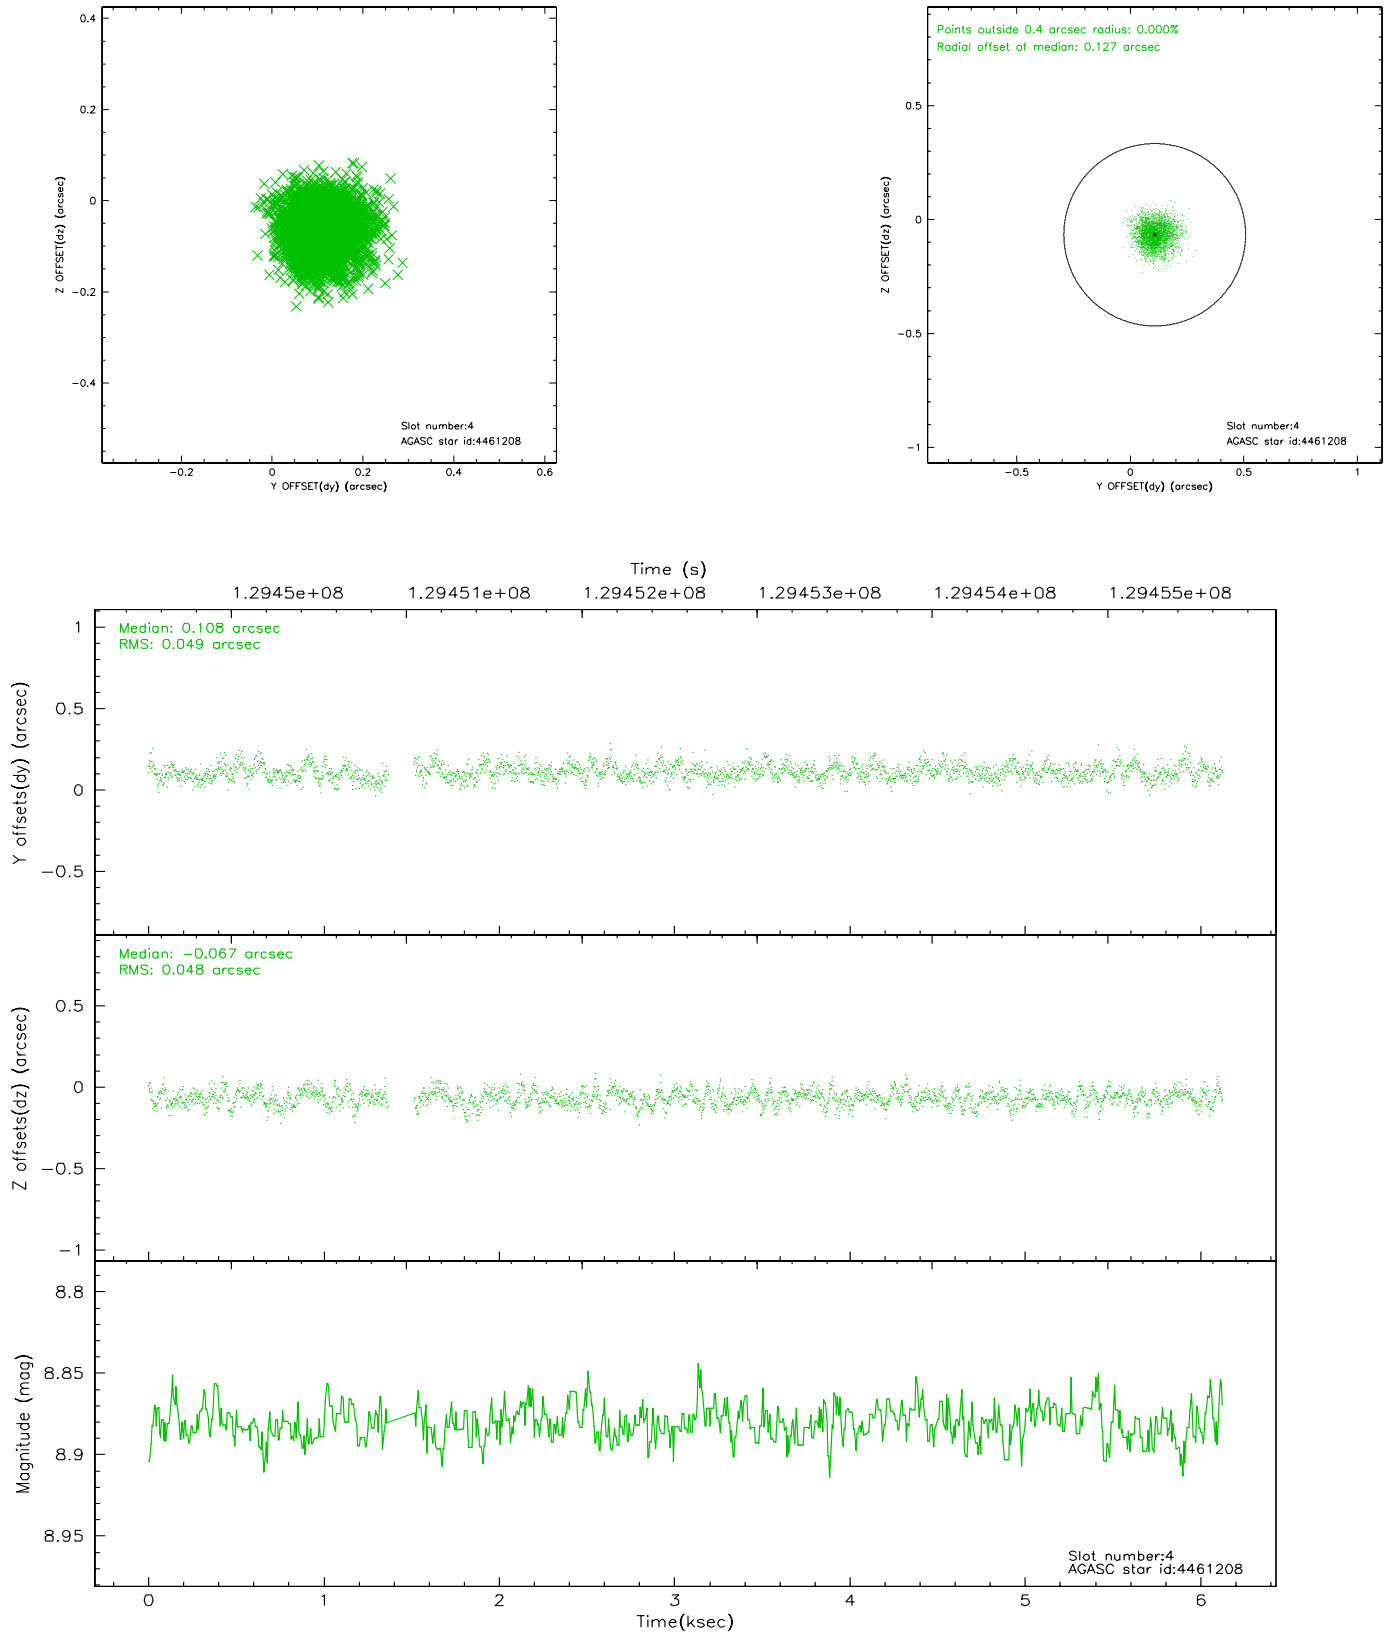 0.4
0.2
0
−0.2
−0.4
Z OFFSET(dz) (arcsec)
Slot number:4
AGASC star id:4461208
−0.2 0 0.2 0.4 0.6
Y OFFSET(dy) (arcsec)
Points outside 0.4 arcsec radius: 0.000%
Radial offset of median: 0.127 arcsec
0.5
0
−0.5
−1
Z OFFSET(dz) (arcsec)
Slot number:4
AGASC star id:4461208
−0.5 0 0.5 1
Y OFFSET(dy) (arcsec)
Time (s)
1.2945e+08 1.29451e+08 1.29452e+08 1.29453e+08 1.29454e+08 1.29455e+08
Median: 0.108 arcsec
RMS: 0.049 arcsec
1
0.5
0
−0.5
Y offsets(dy) (arcsec)
Median: −0.067 arcsec
RMS: 0.048 arcsec
0.5
0
−0.5
−1
Z offsets(dz) (arcsec)
8.8
8.85
8.9
8.95
Magnitude (mag)
Slot number:4
AGASC star id:4461208
0 1 2 3 4 5 6
Time(ksec)